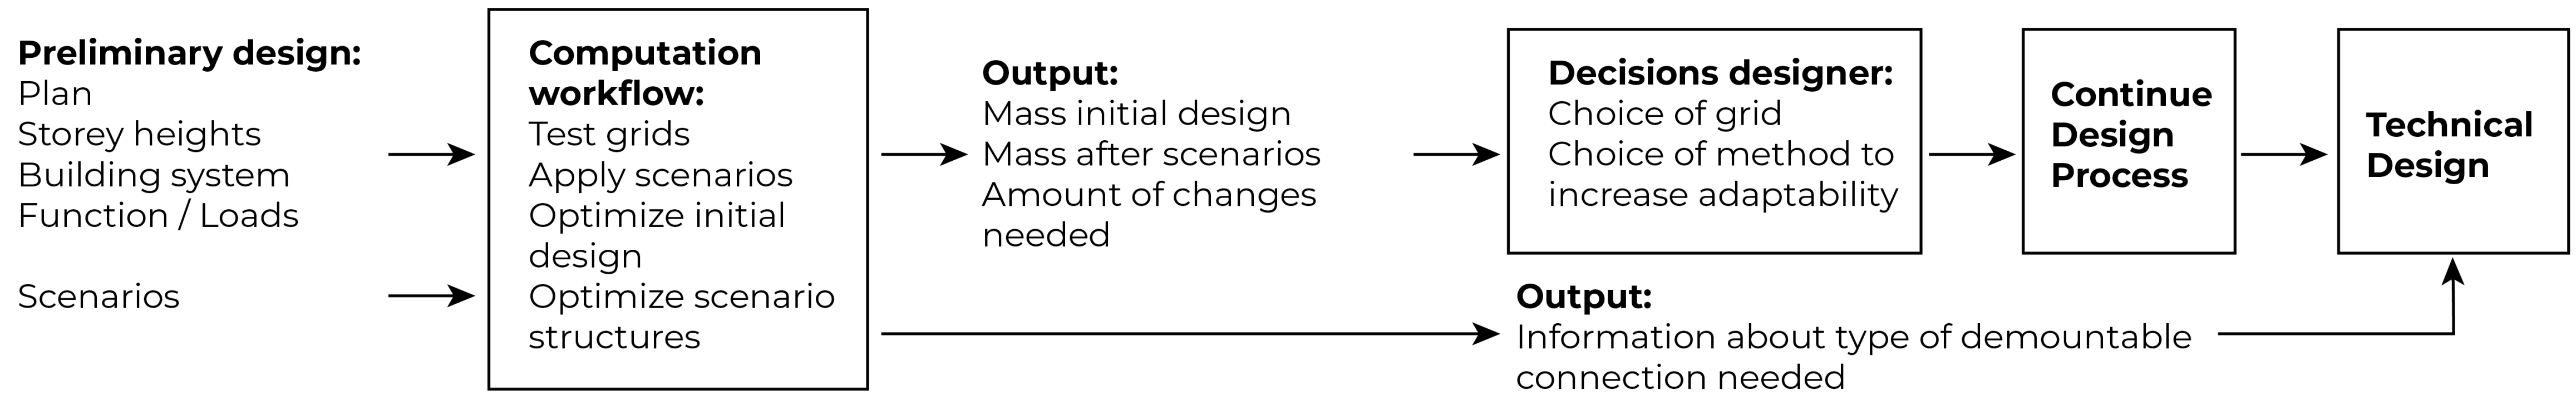 Preliminary design:
Plan
Storey heights
Building system
Function / Loads
Scenarios
Computation
workflow:
Test grids
Apply scenarios
Optimize initial
design
Optimize scenario
structures
Output:
Mass initial design
Mass after scenarios
Amount of changes
needed
Decisions designer:
Choice of grid
Choice of method to
increase adaptability
Output:
Information about type of demountable
connection needed
Continue
Design
Process
Technical
Design